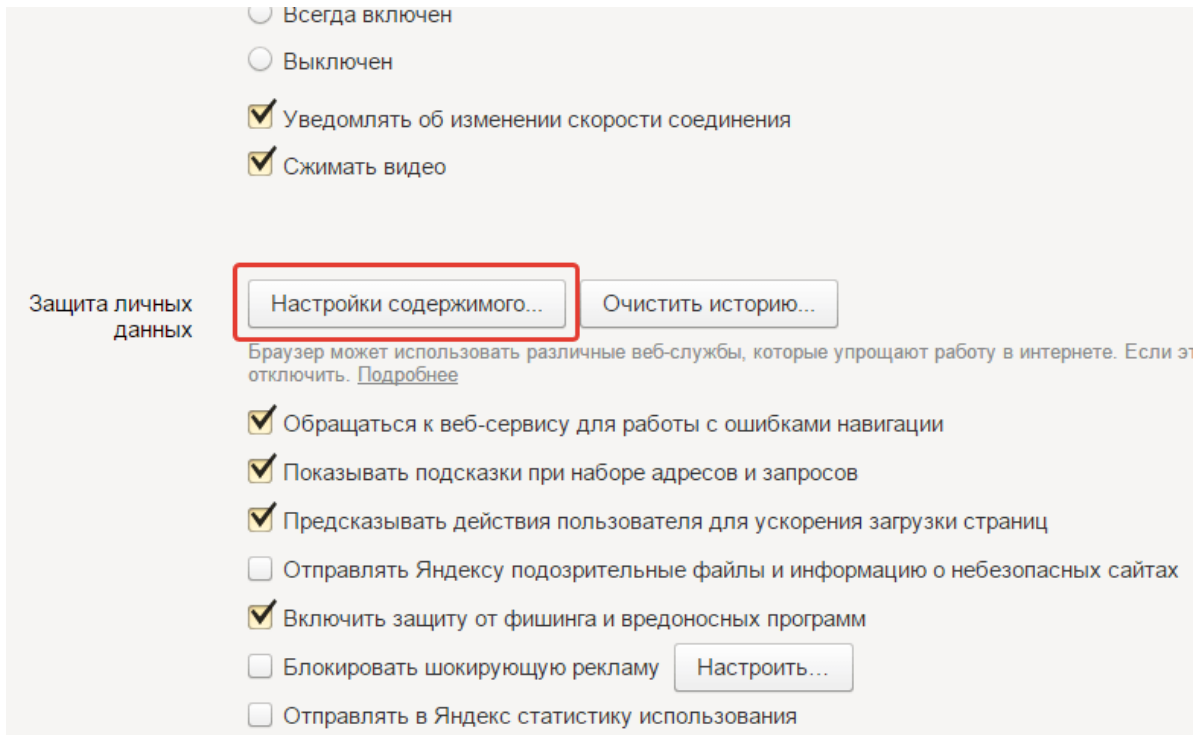 Всегда включен
Выключен
Уведомлять об изменении скорости соединения
Сжимать видео
Защита личных
данных
Настройки содержимого... Очистить историю...
Браузер может использовать различные веб-службы, которые упрощают работу в интернете. Если эт
отключить. Подробнее
Обращаться к веб-сервису для работы с ошибками навигации
Показывать подсказки при наборе адресов и запросов
Предсказывать действия пользователя для ускорения загрузки страниц
Отправлять Яндексу подозрительные файлы и информацию о небезопасных сайтах
Включить защиту от фишинга и вредоносных программ
Блокировать шокирующую рекламу Настроить...
Отправлять в Яндекс статистику использования